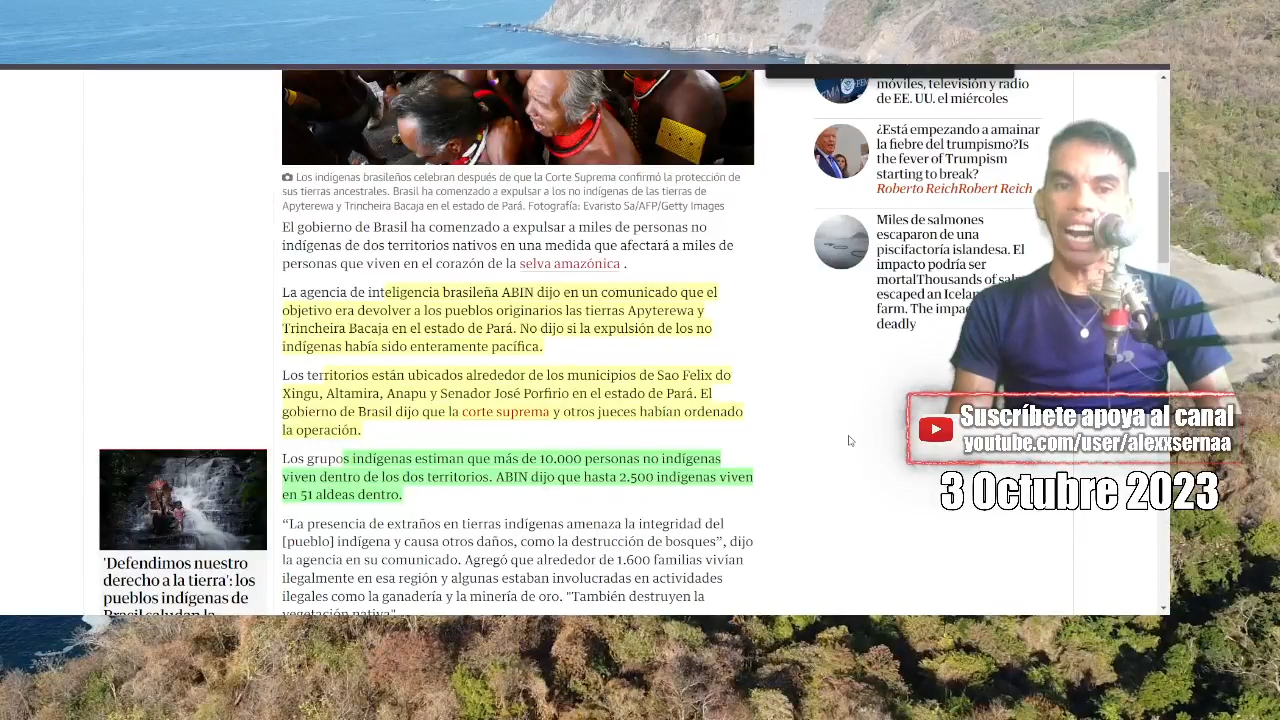 Los indígenas brasileños celebran después de que la Corte Suprema confirmó la protección de
sus tierras ancestrales. Brasil ha comenzado a expulsar a los no indígenas de las tierras de
Apyterewa y Trincheira Bacaja en el estado de Pará. Fotografía: Evaristo Sa/AFP/Getty Images
El gobierno de Brasil ha comenzado a expulsar a miles de personas no
indígenas de dos territorios nativos en una medida que afectará a miles de
personas que viven en el corazón de la selva amazónica .
La agencia de inteligencia brasileña ABIN dijo en un comunicado que el
objetivo era devolver a los pueblos originarios las tierras Apyterewa y
Trincheira Bacaja en el estado de Pará. No dijo si la expulsión de los no
indígenas había sido enteramente pacífica.
Los territorios están ubicados alrededor de los municipios de Sao Felix do
Xingu, Altamira, Anapu y Senador José Porfirio en el estado de Pará. El
gobierno de Brasil dijo que la corte suprema y otros jueces habían ordenado
la operación.
Los grupos indígenas estiman que más de 10.000 personas no indígenas
viven dentro de los dos territorios. ABIN dijo que hasta 2.500 indígenas viven
en 51 aldeas dentro.
“La presencia de extraños en tierras indígenas amenaza la integridad del
[pueblo] indígena y causa otros daños, como la destrucción de bosques”, dijo
la agencia en su comunicado. Agregó que alrededor de 1.600 familias vivían
ilegalmente en esa región y algunas estaban involucradas en actividades
ilegales como la ganadería y la minería de oro. "También destruyen la
vegetación nativa".
'Defendimos nuestro
derecho a la tierra': los
pueblos indígenas de
Brasil saludan la
móviles, televisión y radio
de EE. UU. el miércoles
¿Está empezando a amainar
la fiebre del trumpismo?Is
the fever of Trumpism
starting to break?
Roberto ReichRobert Reich
Miles de salmones
escaparon de una
piscifactoría islandesa. El
impacto podría ser
mortalThousands of
escaped an
farm. The
deadly
Suscríbete apoya al canal
youtube.com/user/alexxsernaa
3 Octubre 2023